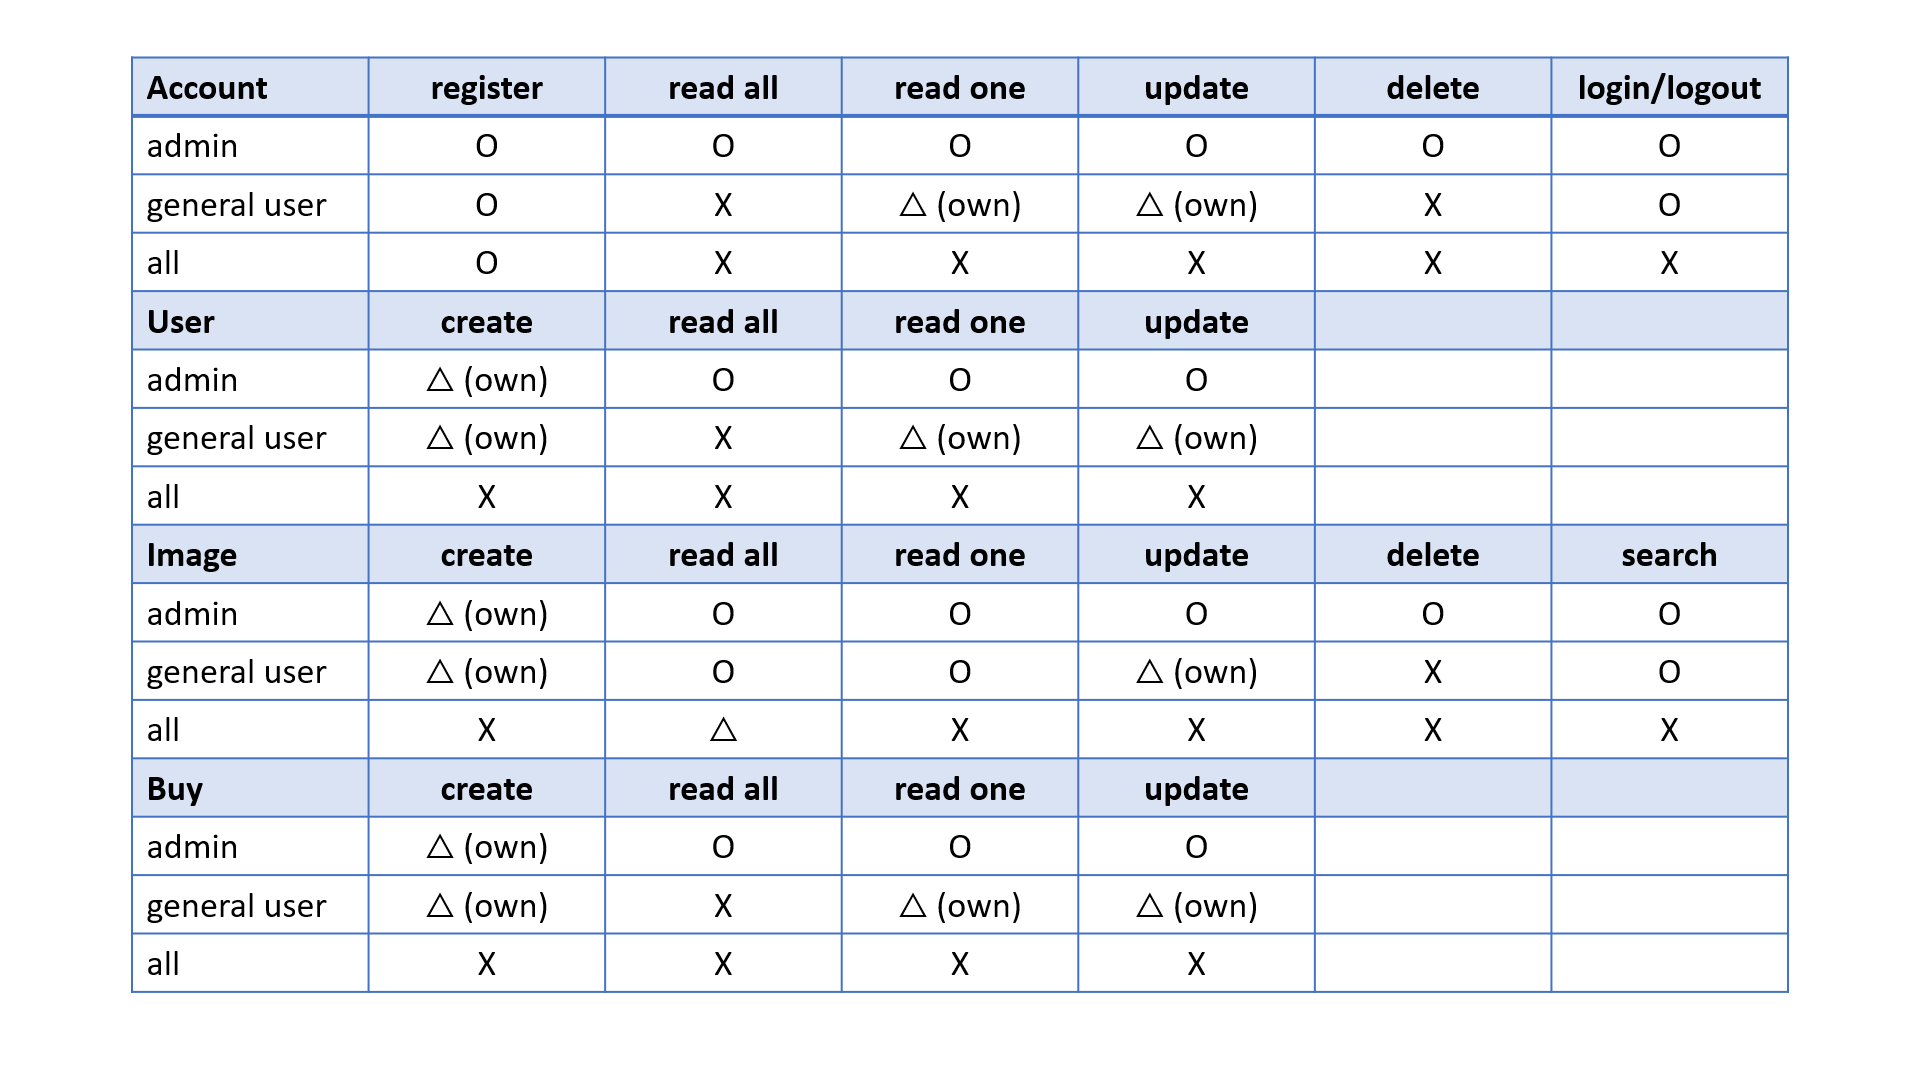 Account register read all read one update delete login/logout
admin O O O O O O
general user O X △ (own) △ (own) X O
all O X X X X X
User create read all read one update
admin △ (own) O O O
general user △ (own) X △ (own) △ (own)
all X X X X
Image create read all read one update delete search
admin △ (own) O O O O O
general user △ (own) O O △ (own) X O
all X △ X X X X
Buy create read all read one update
admin △ (own) O O O
general user △ (own) X △ (own) △ (own)
all X X X X